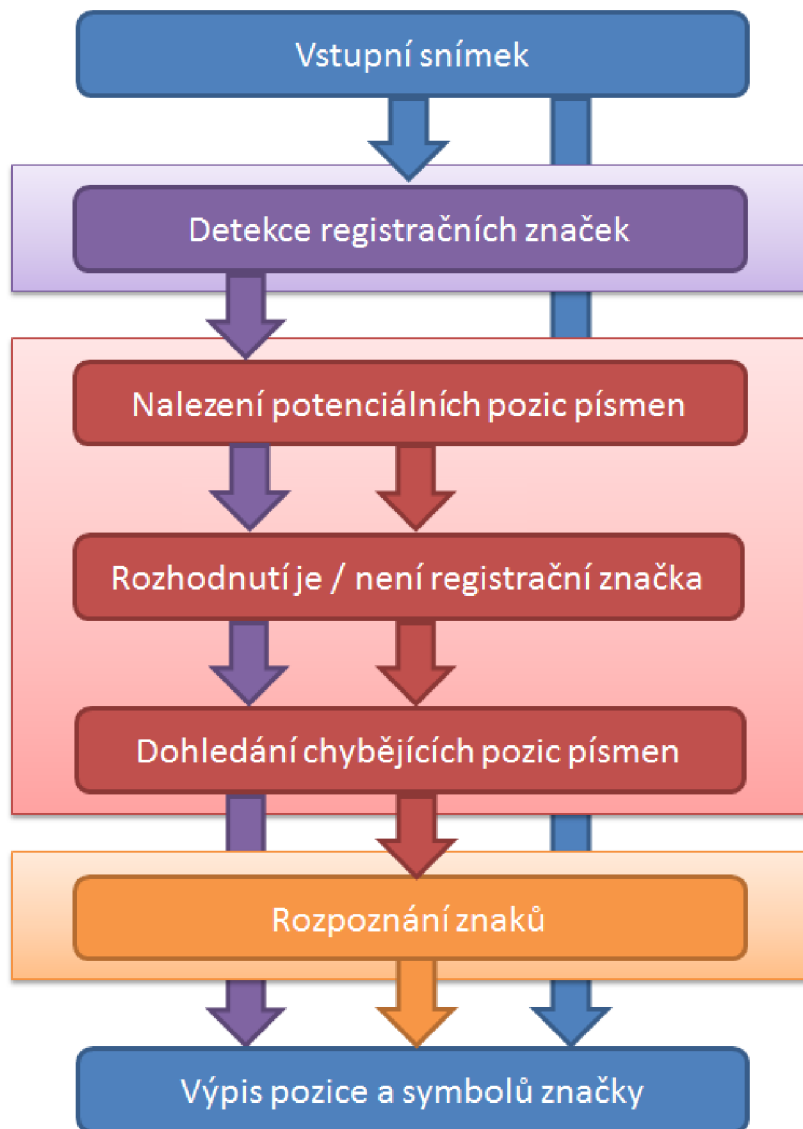 Vstupní snímek
Detekce registračních značek
Nalezení potenciálních pozic písmen
Rozhodnutí je / není registrační značka
Dohledání chybějících pozic písmen
Rozpoznání znaků
Výpis pozice a symbolů značky